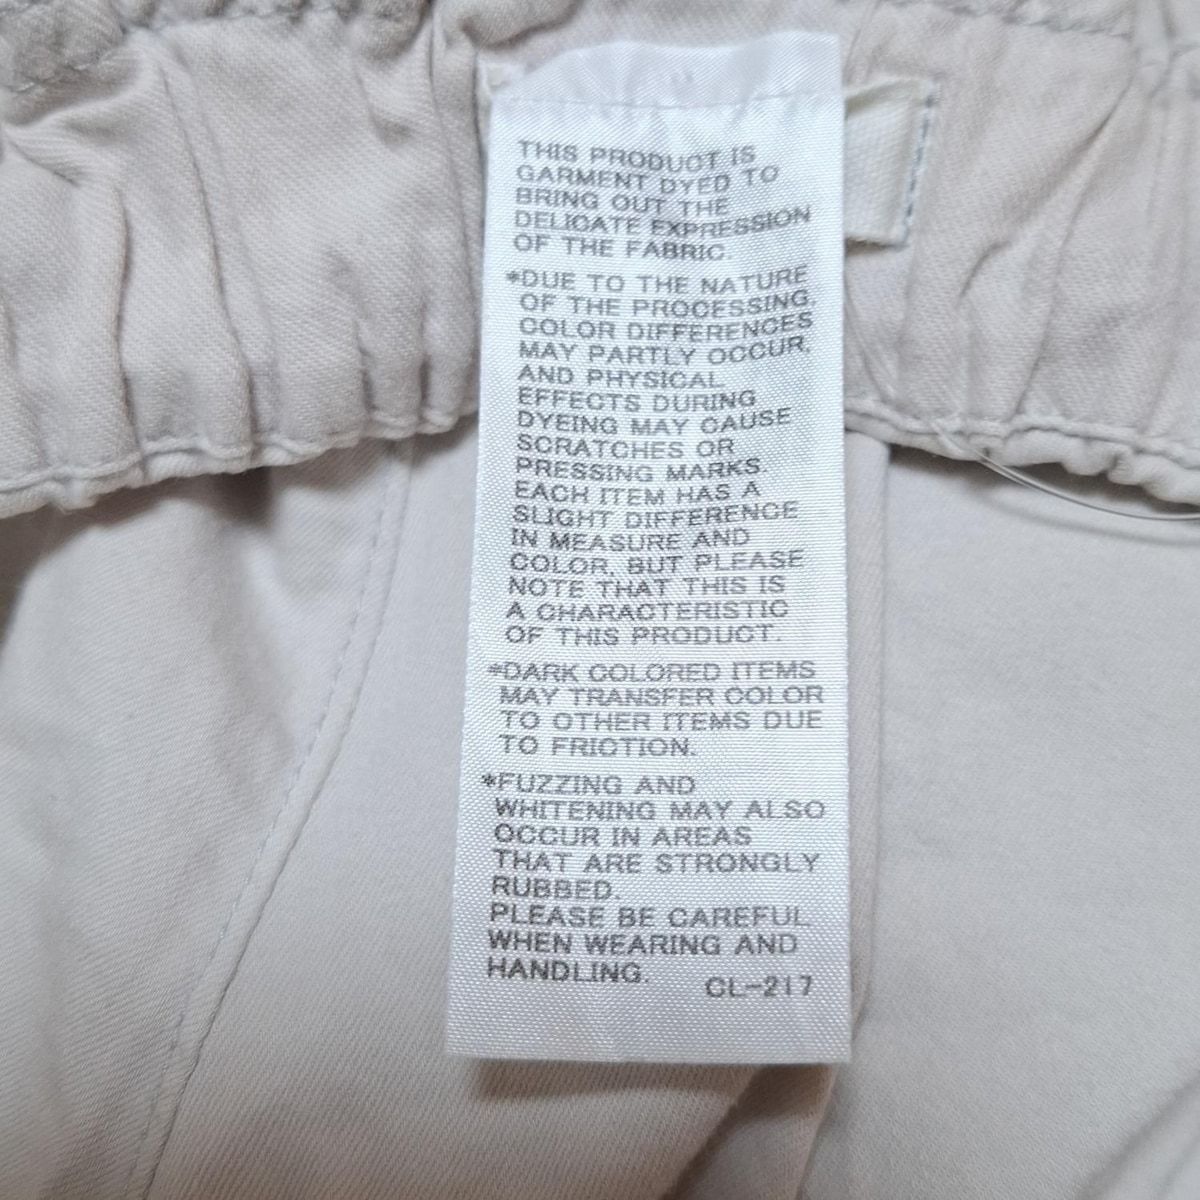 THIS PRODUCT IS
GARMENT DYED TO
BRING OUT THE
DELICATE EXPRESSION
OF THE FABRIC.
*DUE TO THE NATURE
OF THE PROCESSING,
COLOR DIFFERENCES
MAY PARTLY OCCUR,
AND PHYSICAL
EFFECTS DURING
DYEING MAY CAUSE
SCRATCHES OR
PRESSING MARKS.
EACH ITEM HAS A
SLIGHT DIFFERENCE
IN MEASURE AND
COLOR, BUT PLEASE
NOTE THAT THIS IS
A CHARACTERISTIC
OF THIS PRODUCT.
*DARK COLORED ITEMS
MAY TRANSFER COLOR
TO OTHER ITEMS DUE
TO FRICTION.
*FUZZING AND
WHITENING MAY ALSO
OCCUR IN AREAS
THAT ARE STRONGLY
RUBBED.
PLEASE BE CAREFUL
WHEN WEARING AND
HANDLING.
CL-217